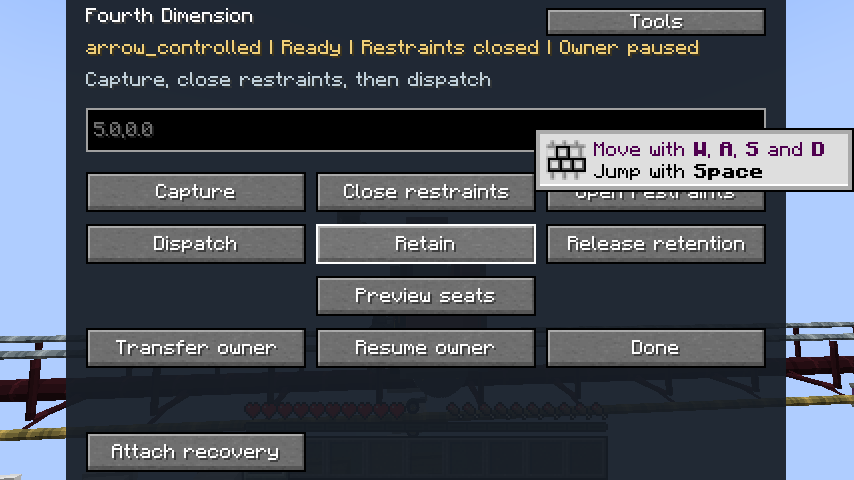 Fourth Dimension
Tools
arrow_controlled | Ready | Restraints closed | Owner paused
Capture, close restraints, then dispatch
5.0,0.0
Move with W, A, S and D
Jump with Space
Capture
Close restraints
Open restraints
Dispatch
Retain
Release retention
Preview seats
Transfer owner
Resume owner
Done
Attach recovery